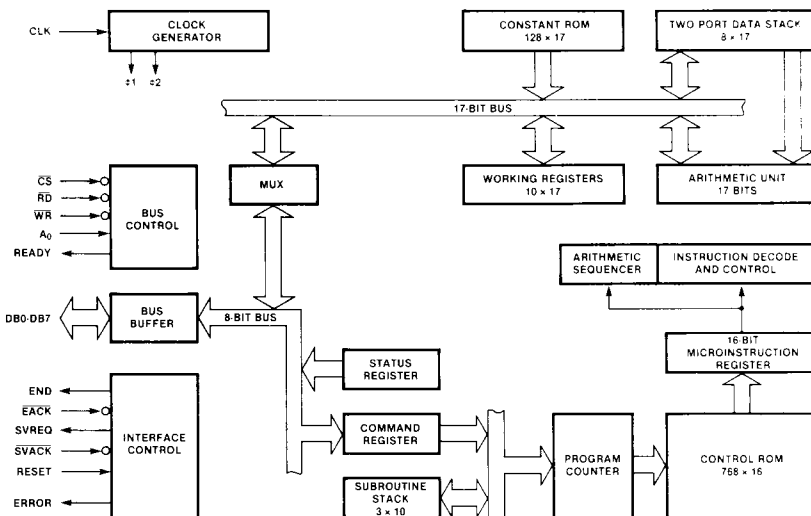 CLK
CLOCK
GENERATOR
¢1 ¢2
CONSTANT ROM
128 × 17
TWO PORT DATA STACK
8 × 17
17-BIT BUS
MUX
WORKING REGISTERS
10 × 17
ARITHMETIC UNIT
17 BITS
CS
RD
WR
A0
READY
BUS
CONTROL
ARITHMETIC
SEQUENCER
INSTRUCTION DECODE
AND CONTROL
DB0-DB7
BUS
BUFFER
8-BIT BUS
16-BIT
MICROINSTRUCTION
REGISTER
STATUS
REGISTER
END
EACK
SVREQ
SVACK
RESET
ERROR
INTERFACE
CONTROL
COMMAND
REGISTER
SUBROUTINE
STACK
3 × 10
PROGRAM
COUNTER
CONTROL ROM
768 × 16